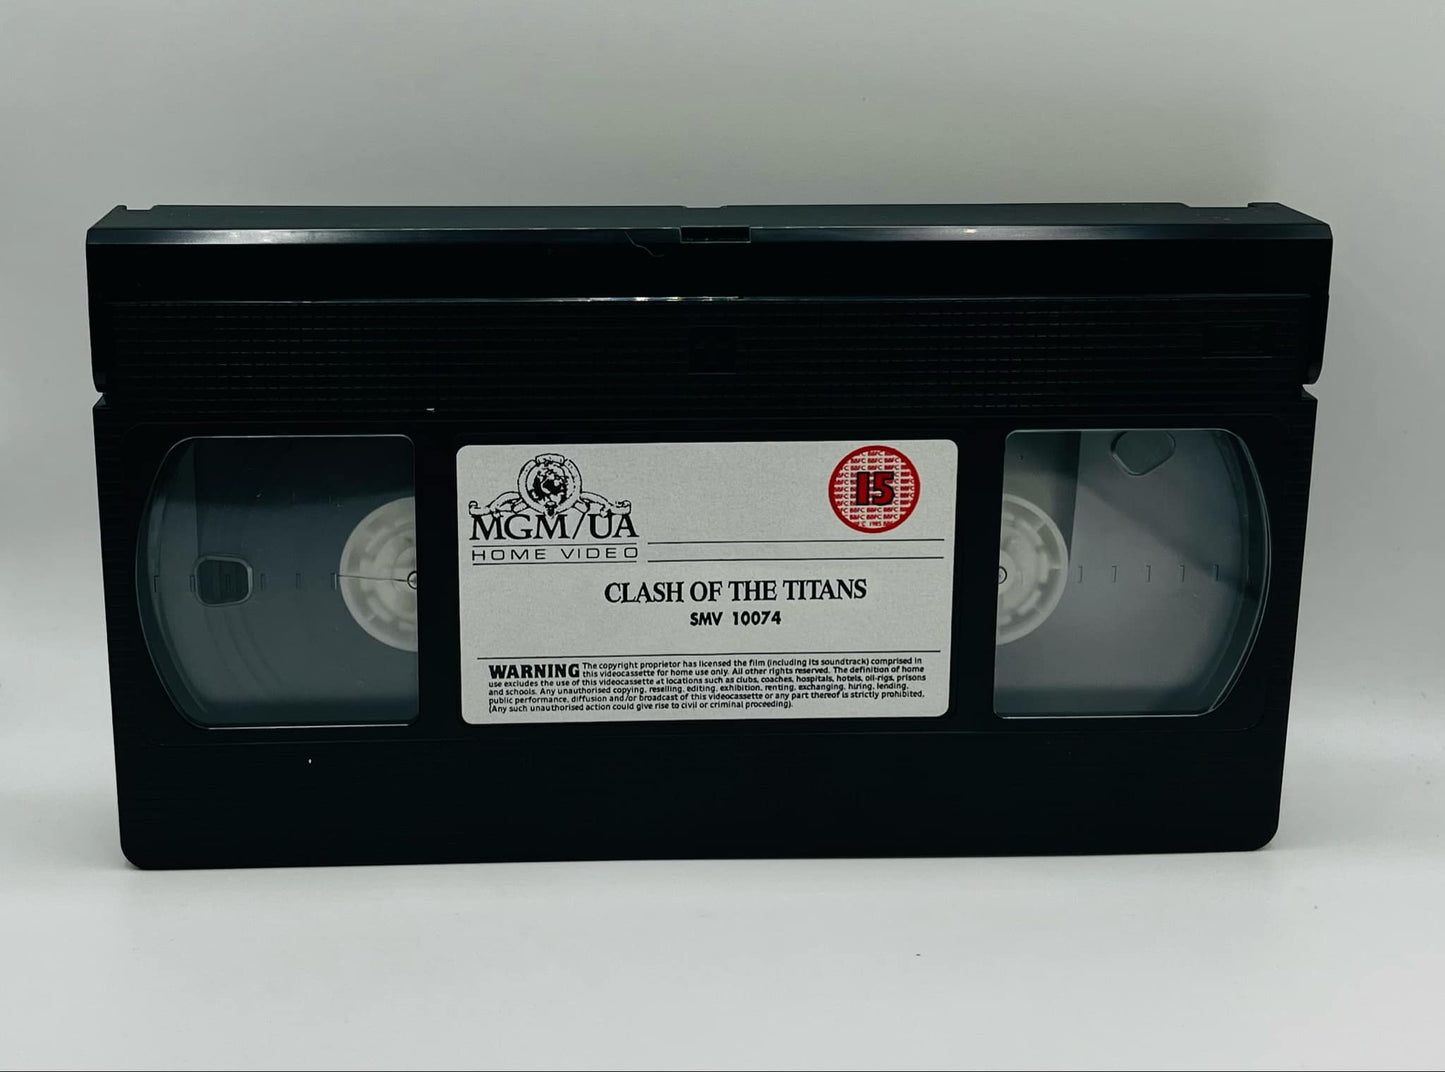 MGM/UA
HOME VIDEO
15
CLASH OF THE TITANS
SMV 10074
WARNING The copyright proprietor has licensed the film (including its soundtrack) comprised in
this videocassette for home use only. All other rights reserved. The definition of home
use excludes the use of this videocassette at locations such as clubs, coaches, hospitals, hotels, oil-rigs, prisons
and schools. Any unauthorised copying, reselling, editing, exhibition, renting, exchanging, hiring, lending,
public performance, diffusion and/or broadcast of this videocassette or any part thereof is strictly prohibited.
(Any such unauthorised action could give rise to civil or criminal proceeding).